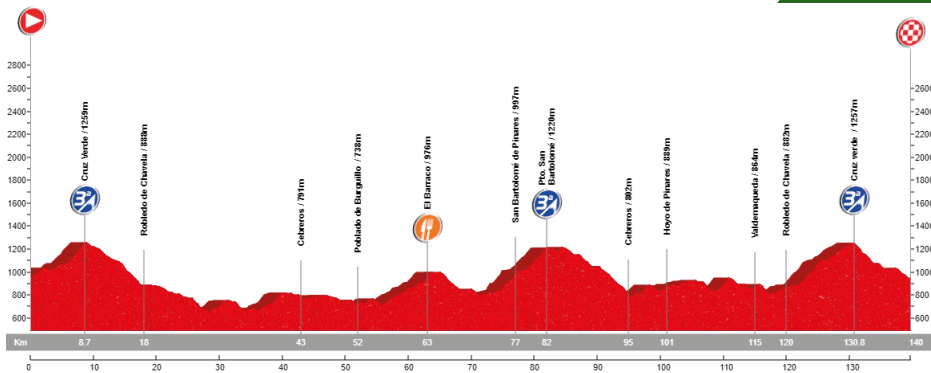 2800
2600
2400
2200
2000
1800
1600
1400
1200
1000
800
600
2600
2400
2200
2000
1800
1600
1400
1200
1000
800
600
Cruz Verde / 1259m
3ª
Robledo de Chavela / 888m
Cebreros / 791m
Poblado de Burguillo / 738m
El Barraco / 976m
San Bartolomé de Pinares / 997m
Pto. San
Bartolomé / 1220m
3ª
Cebreros / 802m
Hoyo de Pinares / 889m
Valdemaqueda / 864m
Robledo de Chavela / 882m
Cruz verde / 1257m
3ª
Km 8.7 18 43 52 63 77 82 95 101 115 120 130.8 140
0 10 20 30 40 50 60 70 80 90 100 110 120 130